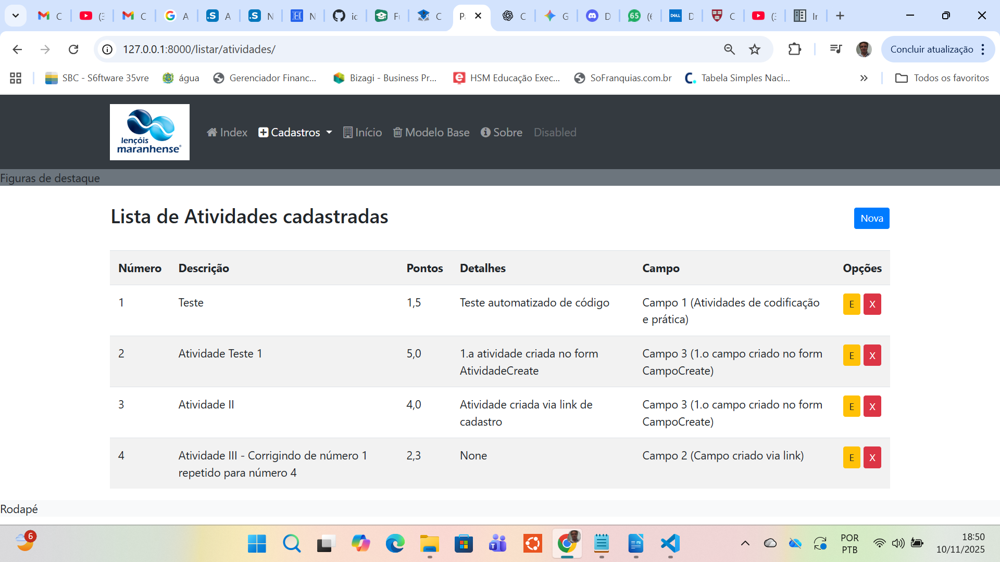 C
(3
C
A
A
N
N
ic
Fu
C
Pa
C
G
D
65
(6
DELL
D
C
(3
Ir
127.0.0.1:8000/listar/atividades/
Concluir atualização
SBC - S6ftware 35vre
água
Gerenciador Financ...
Bizagi - Business Pr...
HSM Educação Exec...
SoFranquias.com.br
Tabela Simples Naci...
Todos os favoritos
lençóis
maranhense®
Index
Cadastros
Início
Modelo Base
Sobre
Disabled
Figuras de destaque
Lista de Atividades cadastradas
Nova
Número Descrição Pontos Detalhes Campo Opções
1 Teste 1,5 Teste automatizado de código Campo 1 (Atividades de codificação E X
e prática)
2 Atividade Teste 1 5,0 1.a atividade criada no form Campo 3 (1.o campo criado no form E X
AtividadeCreate CampoCreate)
3 Atividade II 4,0 Atividade criada via link de Campo 3 (1.o campo criado no form E X
cadastro CampoCreate)
4 Atividade III - Corrigindo de número 1 2,3 None Campo 2 (Campo criado via link) E X
repetido para número 4
Rodapé
6
POR
PTB
18:50
10/11/2025